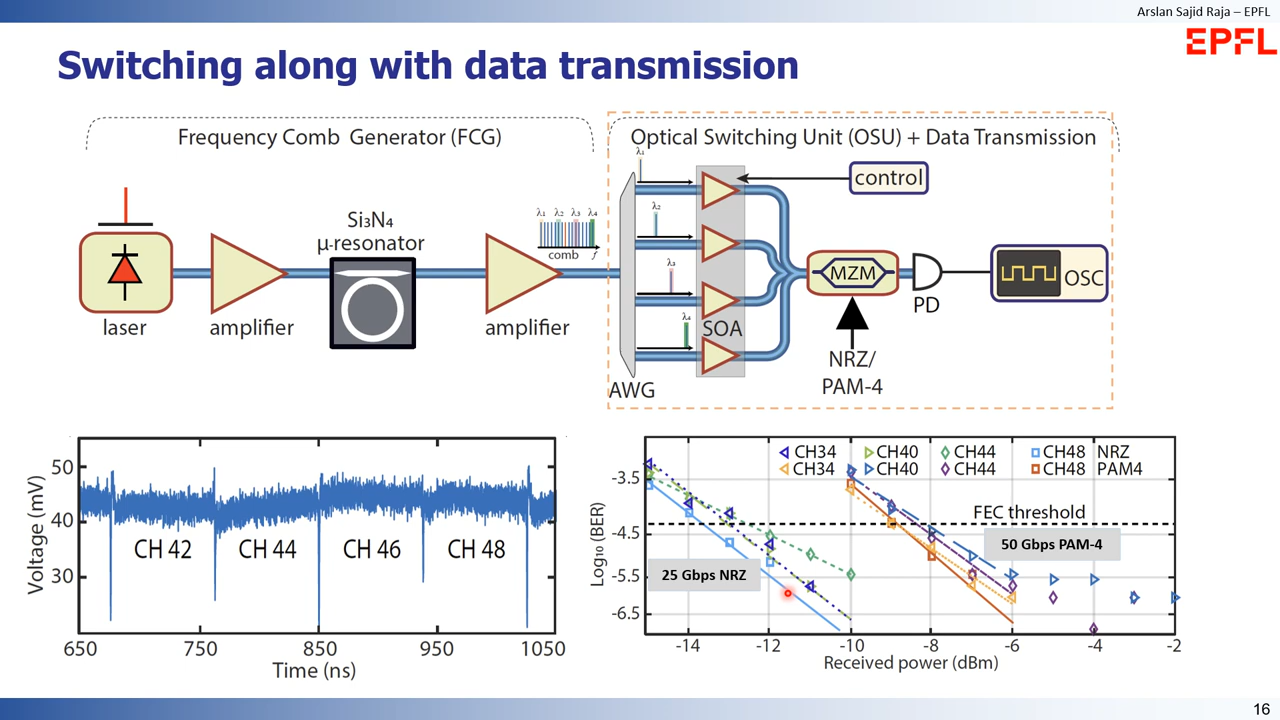 Arslan Sajid Raja – EPFL
EPFL
Switching along with data transmission
Frequency Comb Generator (FCG)
Optical Switching Unit (OSU) + Data Transmission
λ₁
control
λ₁ λ₂ λ₃ λ₄
λ₂
Si₃N₄
μ-resonator
comb f
λ₃
MZM
OSC
PD
λ₄
laser
amplifier
amplifier
SOA
NRZ/
PAM-4
AWG
Voltage (mV)
50
40
30
CH 42 CH 44 CH 46 CH 48
650 750 850 950 1050
Time (ns)
Log₁₀ (BER)
-3.5
-4.5
-5.5
-6.5
CH34 CH40 CH44 CH48 NRZ
CH34 CH40 CH44 CH48 PAM4
FEC threshold
50 Gbps PAM-4
25 Gbps NRZ
-14 -12 -10 -8 -6 -4 -2
Received power (dBm)
16